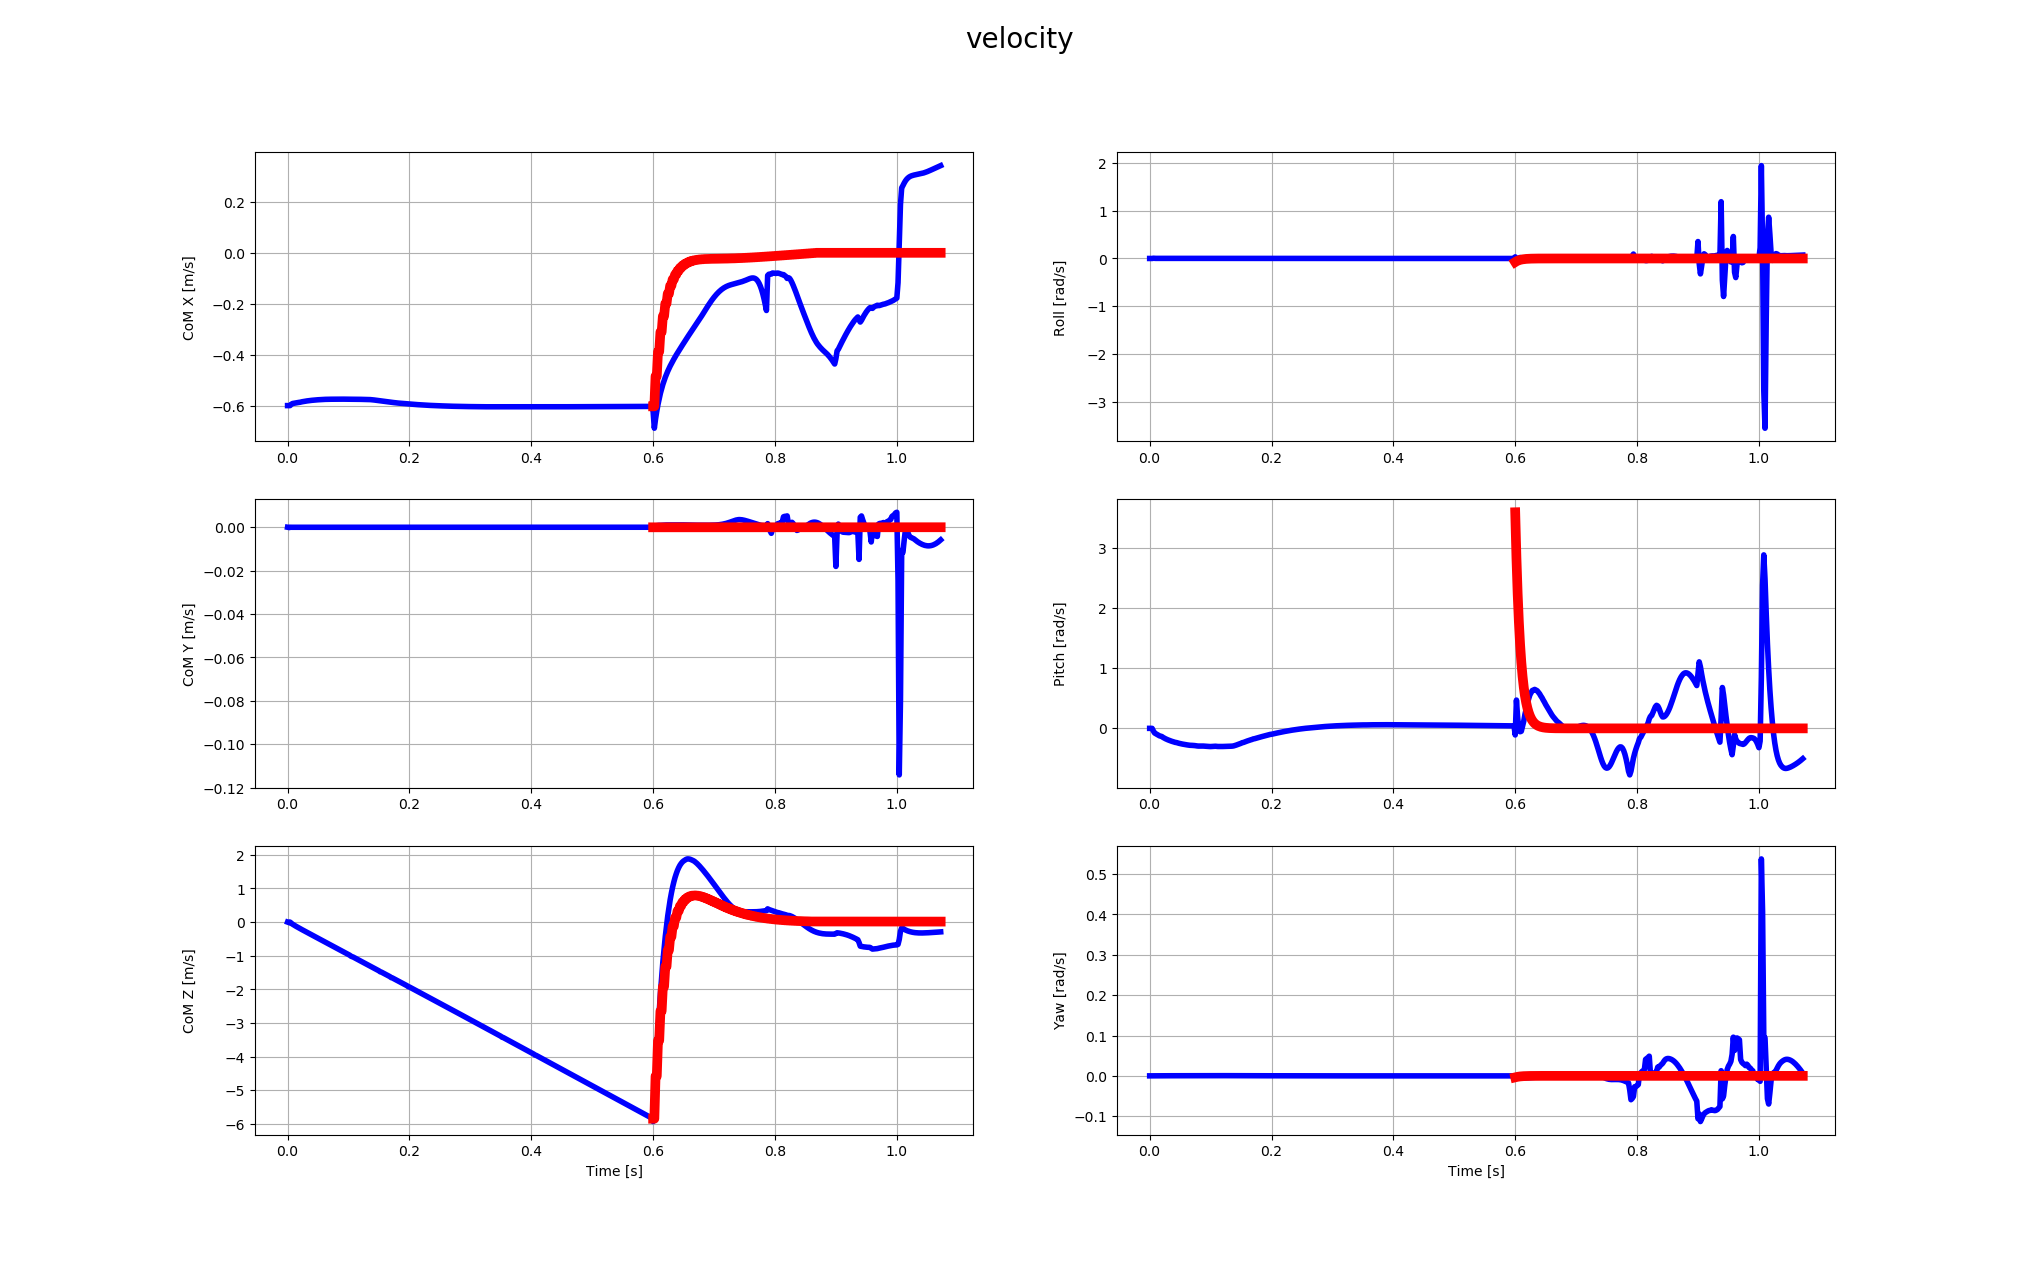 velocity
CoM X [m/s]
0.2
0.0
−0.2
−0.4
−0.6
0.0 0.2 0.4 0.6 0.8 1.0
Roll [rad/s]
2
1
0
−1
−2
−3
0.0 0.2 0.4 0.6 0.8 1.0
CoM Y [m/s]
0.00
−0.02
−0.04
−0.06
−0.08
−0.10
−0.12
0.0 0.2 0.4 0.6 0.8 1.0
Pitch [rad/s]
3
2
1
0
0.0 0.2 0.4 0.6 0.8 1.0
CoM Z [m/s]
2
1
0
−1
−2
−3
−4
−5
−6
0.0 0.2 0.4 0.6 0.8 1.0
Time [s]
Yaw [rad/s]
0.5
0.4
0.3
0.2
0.1
0.0
−0.1
0.0 0.2 0.4 0.6 0.8 1.0
Time [s]